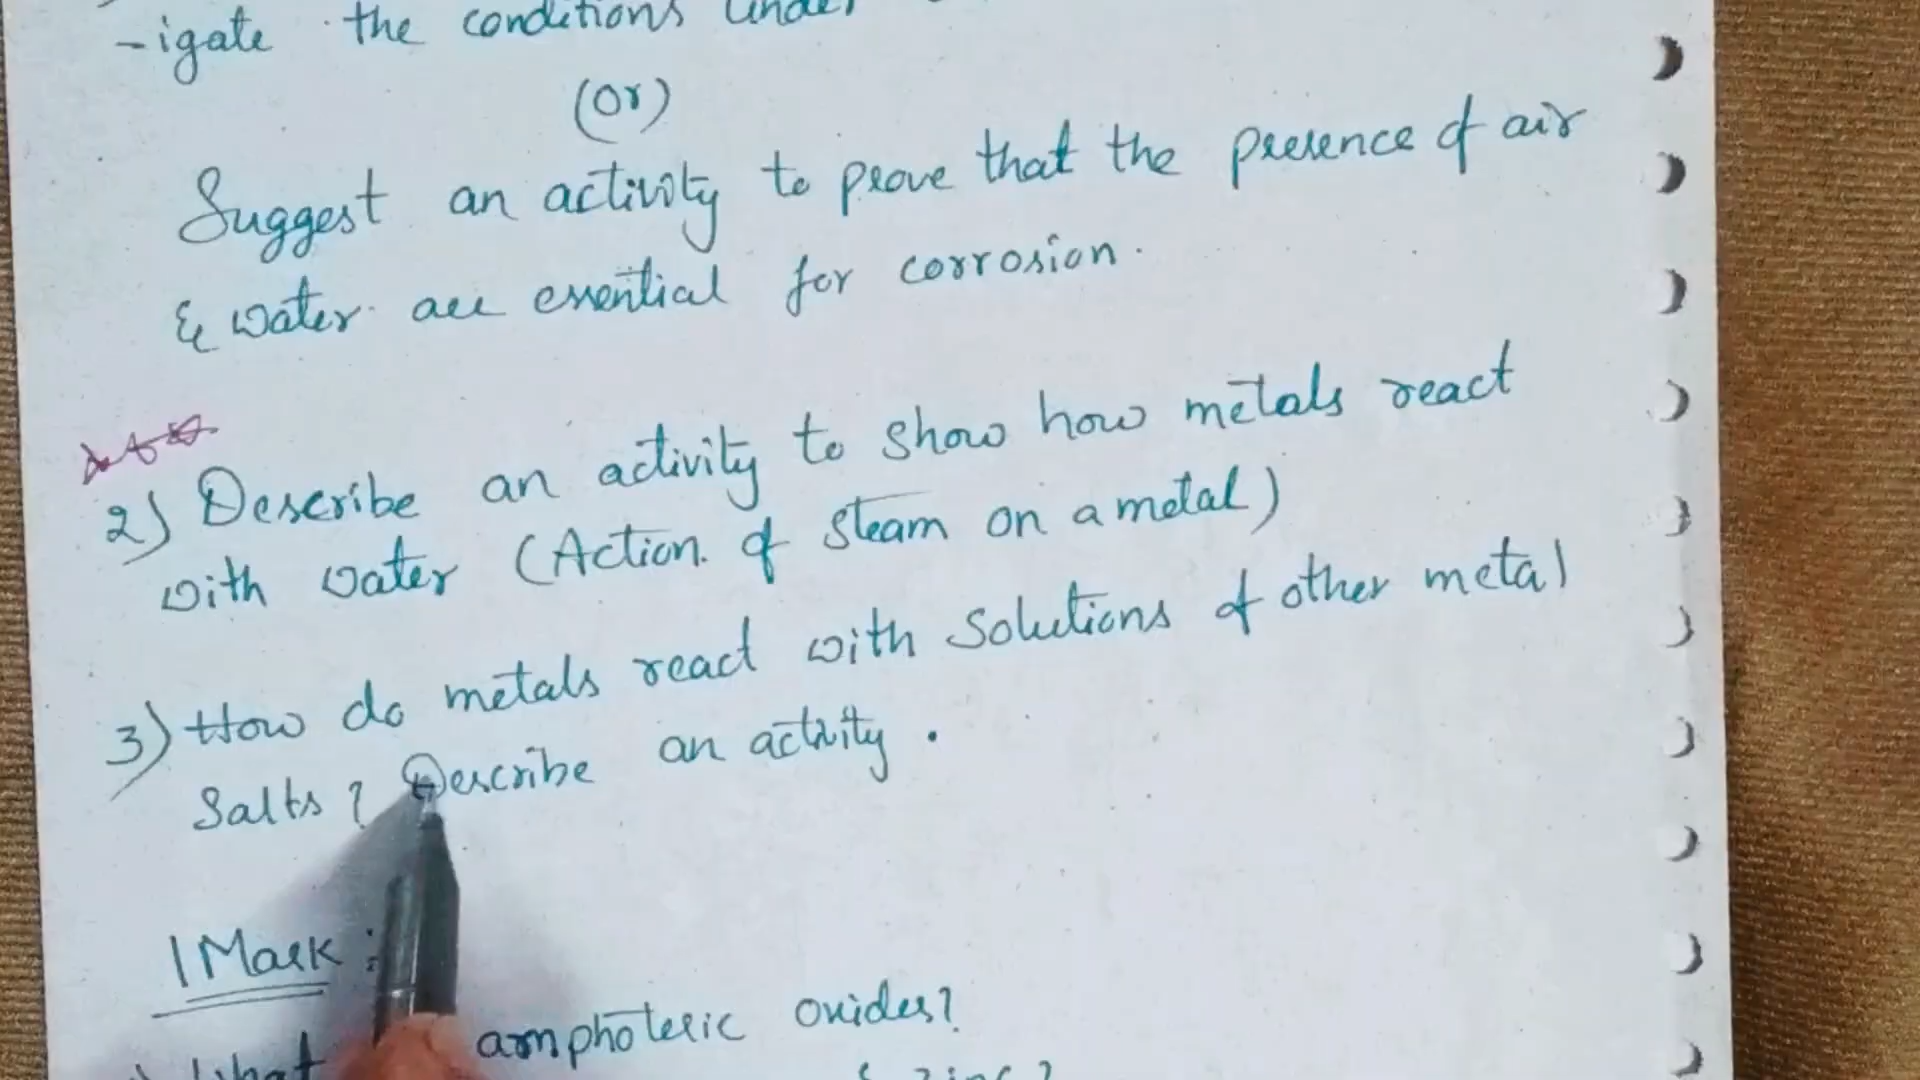 -igate the conditions under
(Or)
Suggest an activity to prove that the presence of air
& water are essential for corrosion.
2) Describe an activity to show how metals react
with water (Action of steam on a metal)
3) How do metals react with Solutions of other metal
Salts? Describe an activity.
1 Mark :
What amphoteric oxides?